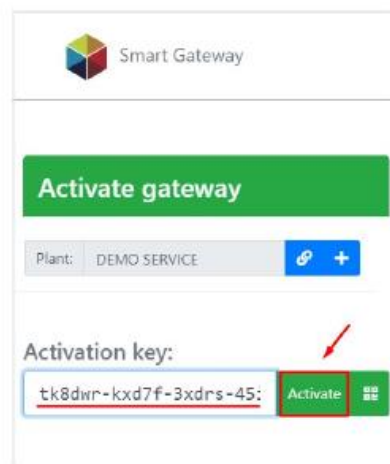 Smart Gateway
Activate gateway
Plant: DEMO SERVICE
Activation key:
tk8dwr-kxd7f-3xdrs-45 Activate